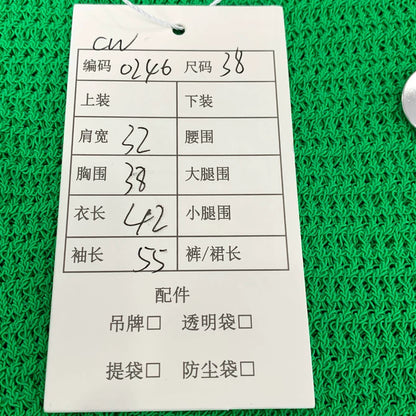 CW
编码 0246 尺码 38
上装 下装
肩宽 32 腰围
胸围 38 大腿围
衣长 42 小腿围
袖长 55 裤/裙长
配件
吊牌□ 透明袋□
提袋□ 防尘袋□